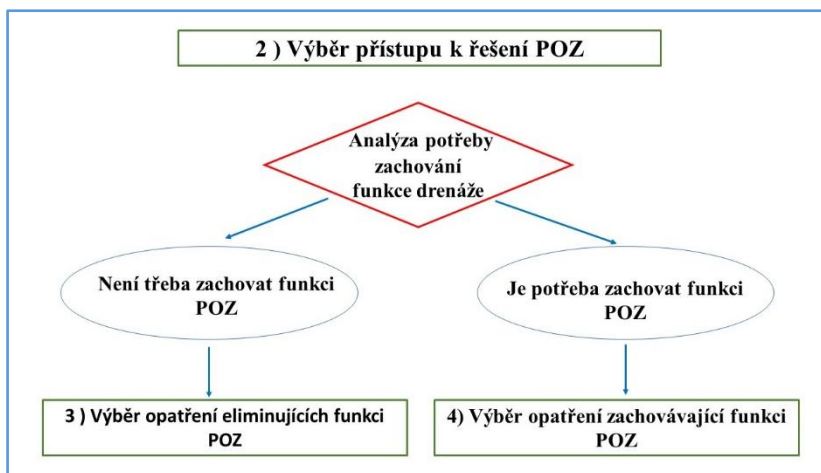 2 ) Výběr přístupu k řešení POZ
Analýza potřeby
zachování
funkce drenáže
Není třeba zachovat funkci
POZ
Je potřeba zachovat funkci
POZ
3 ) Výběr opatření eliminujících funkci
POZ
4) Výběr opatření zachovávající funkci
POZ